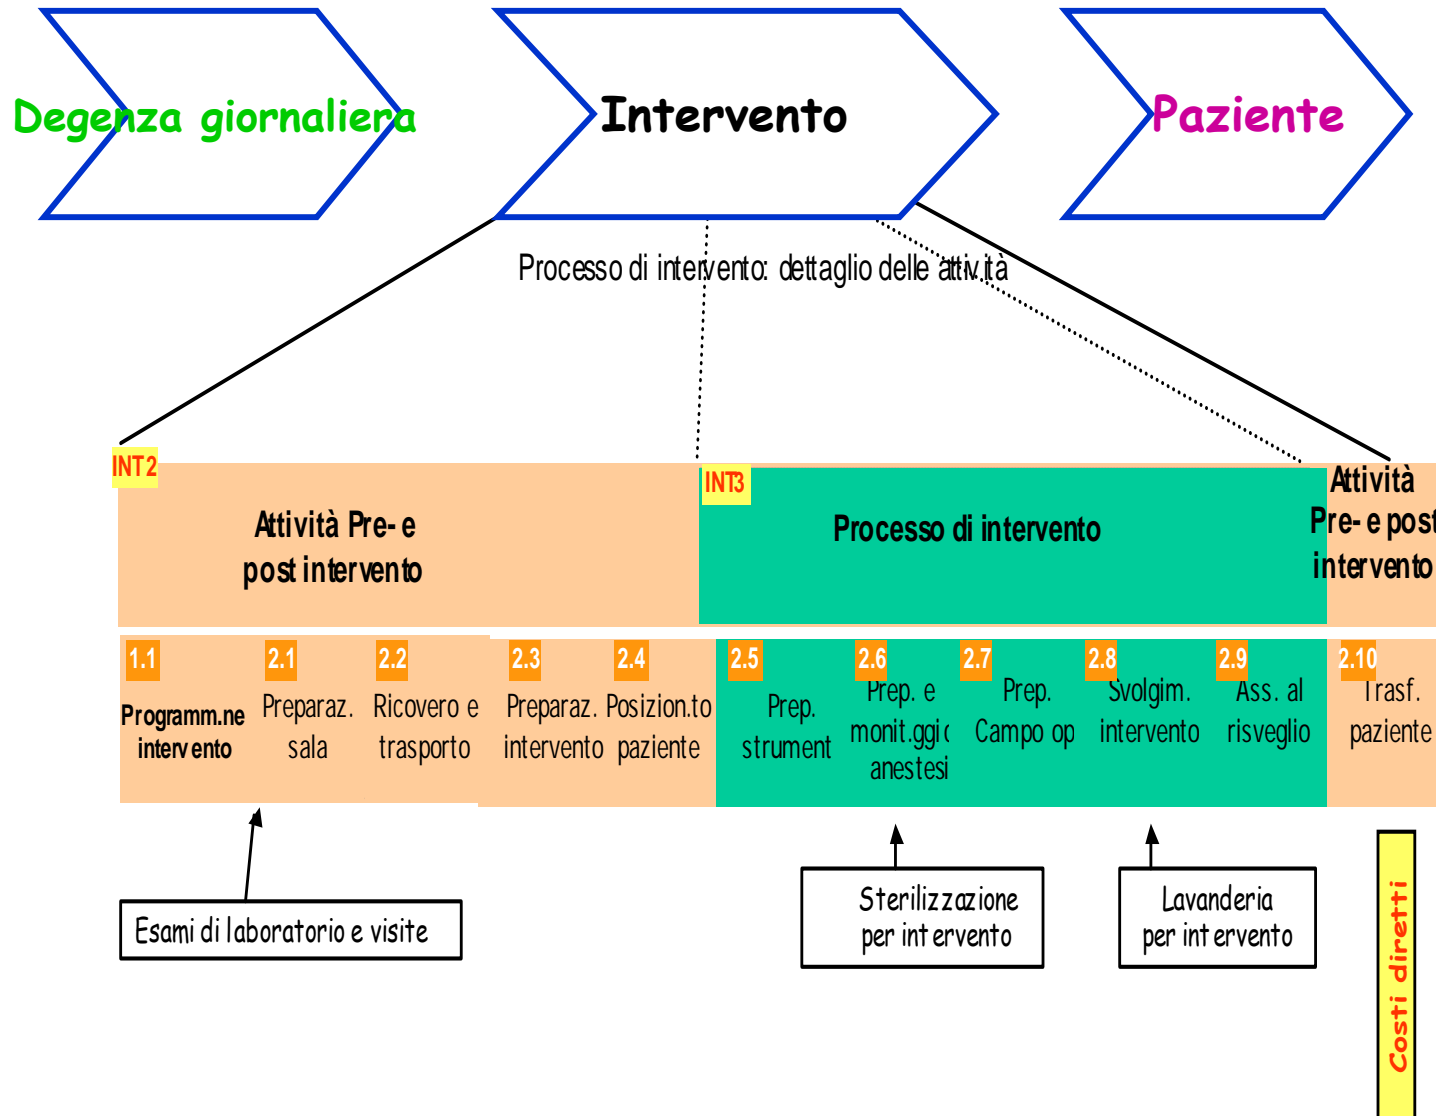 Degenza giornaliera
Intervento
Paziente
Processo di intervento: dettaglio delle attività
INT2
Attività Pre- e
post intervento
INT3
Processo di intervento
Attività
Pre- e post
intervento
1.1
Programm.ne
intervento
2.1
Preparaz.
sala
2.2
Ricovero e
trasporto
2.3
Preparaz.
intervento
2.4
Posizion.to
paziente
2.5
Prep.
strument
2.6
Prep. e
monit.ggio
anestesi
2.7
Prep.
Campo op
2.8
Svolgim.
intervento
2.9
Ass. al
risveglio
2.10
Trasf.
paziente
Esami di laboratorio e visite
Sterilizzazione
per intervento
Lavanderia
per intervento
Costi diretti